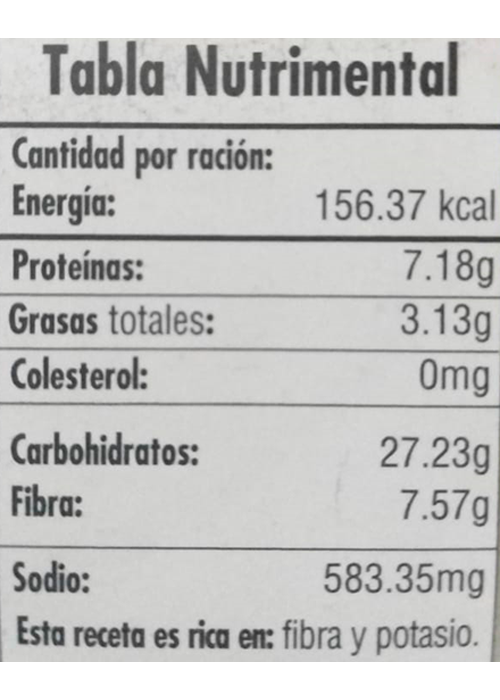 Tabla Nutrimental
Cantidad por ración:
Energía: 156.37 kcal
Proteínas: 7.18g
Grasas totales: 3.13g
Colesterol: 0mg
Carbohidratos: 27.23g
Fibra: 7.57g
Sodio: 583.35mg
Esta receta es rica en: fibra y potasio.